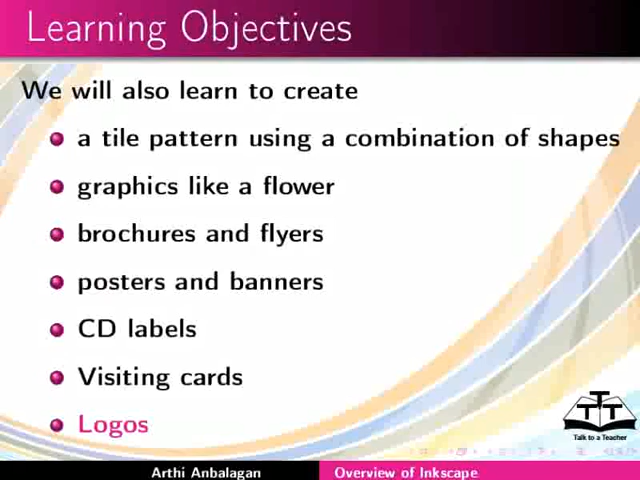 Learning Objectives
We will also learn to create
a tile pattern using a combination of shapes
graphics like a flower
brochures and flyers
posters and banners
CD labels
Visiting cards
Logos
TTT
Talk to a Teacher
Arthi Anbalagan
Overview of Inkscape